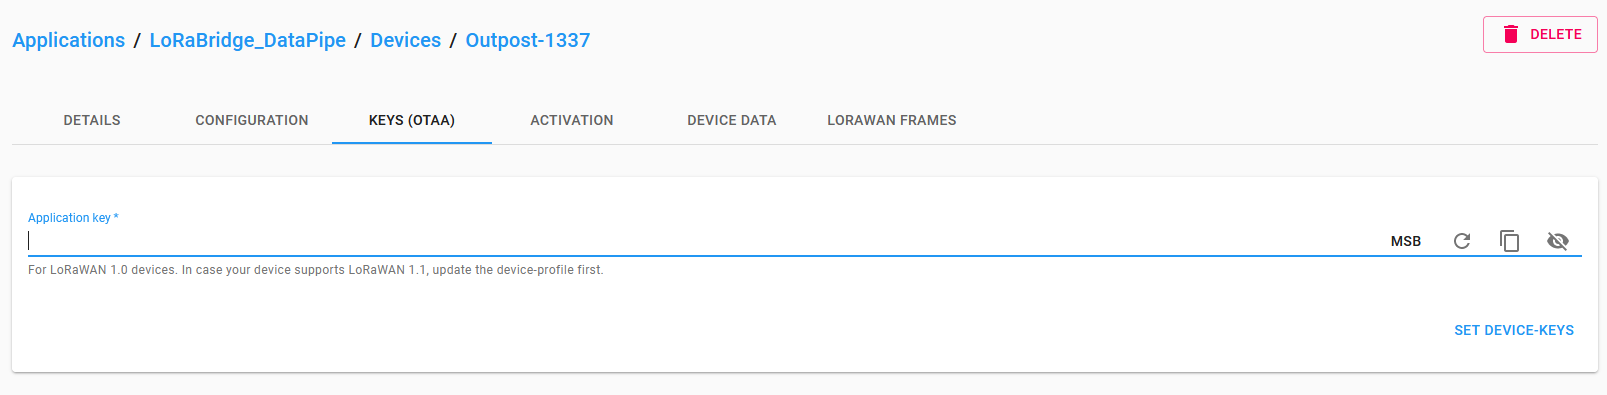 Applications / LoRaBridge_DataPipe / Devices / Outpost-1337
DELETE
DETAILS CONFIGURATION KEYS (OTAA) ACTIVATION DEVICE DATA LORAWAN FRAMES
Application key *
MSB
For LoRaWAN 1.0 devices. In case your device supports LoRaWAN 1.1, update the device-profile first.
SET DEVICE-KEYS